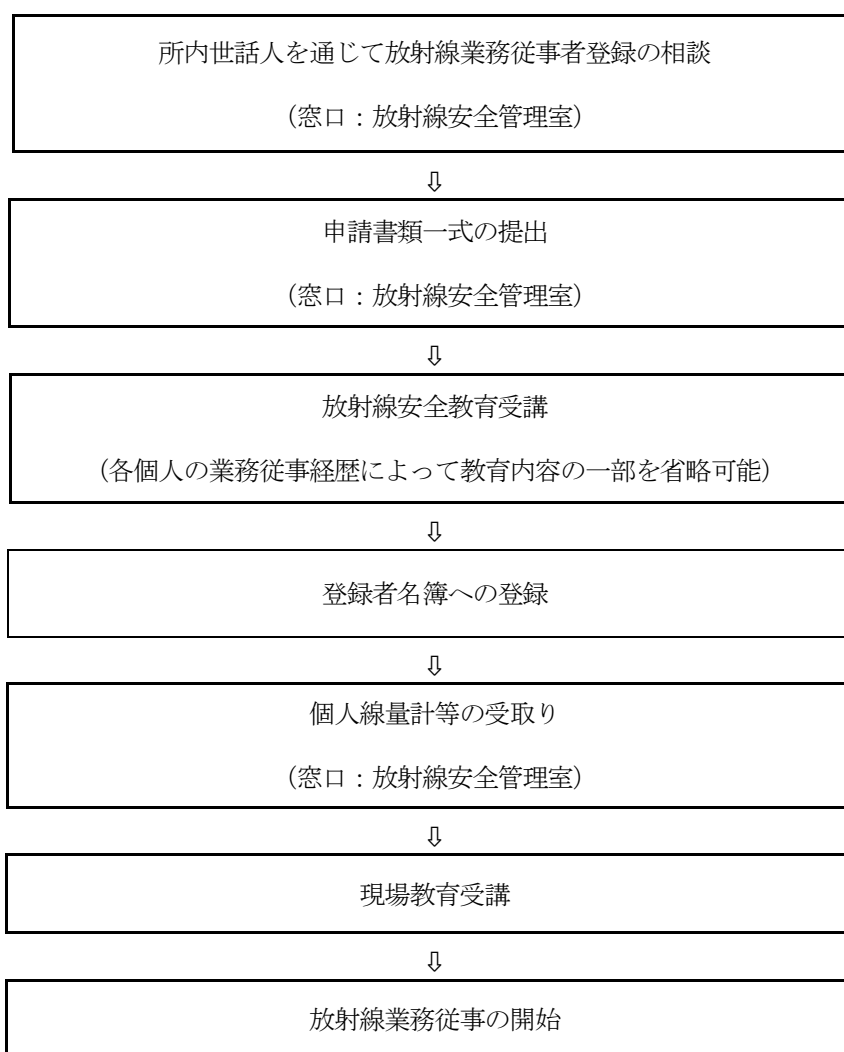 所内世話人を通じて放射線業務従事者登録の相談
（窓口：放射線安全管理室）
⇩
申請書類一式の提出
（窓口：放射線安全管理室）
⇩
放射線安全教育受講
（各個人の業務従事経歴によって教育内容の一部を省略可能）
⇩
登録者名簿への登録
⇩
個人線量計等の受取り
（窓口：放射線安全管理室）
⇩
現場教育受講
⇩
放射線業務従事の開始